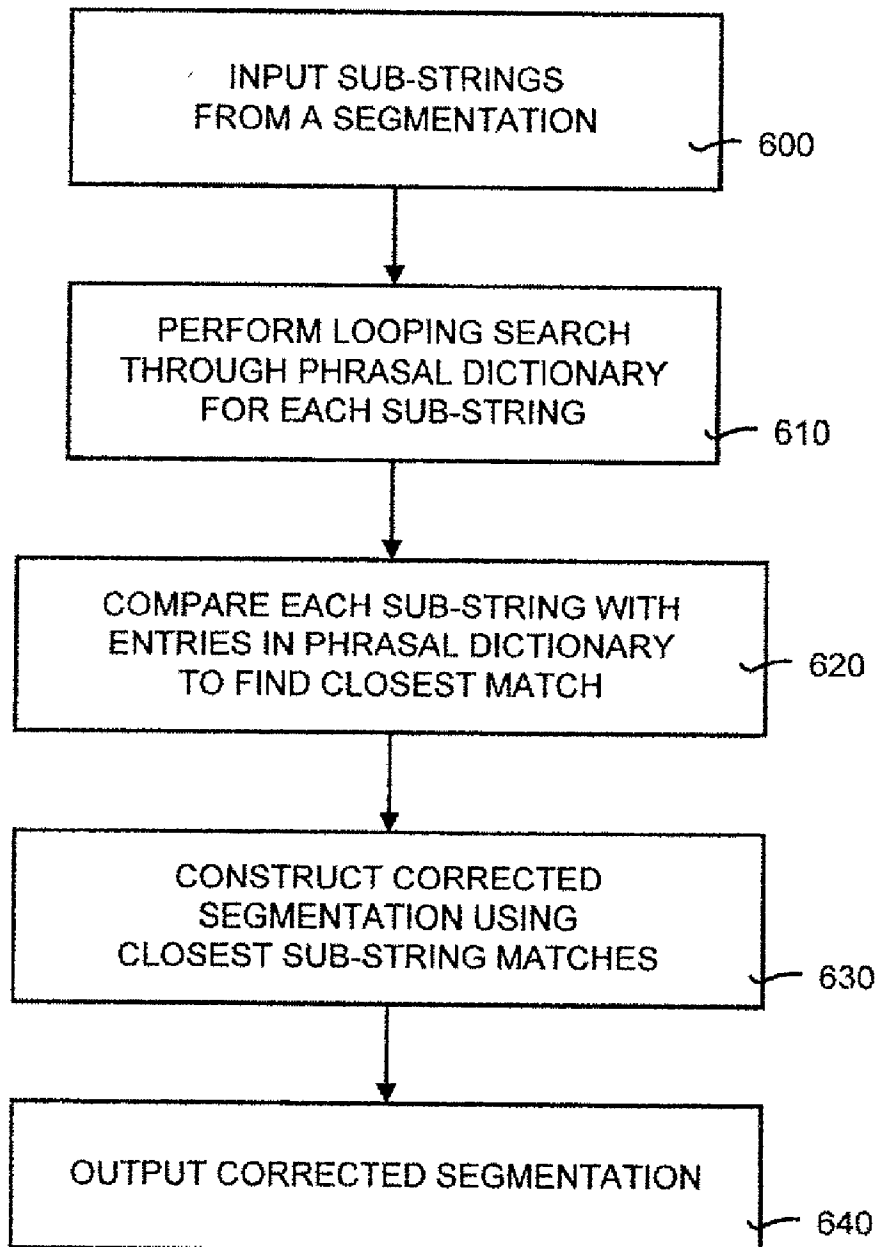 INPUT SUB-STRINGS
FROM A SEGMENTATION
600
PERFORM LOOPING SEARCH
THROUGH PHRASAL DICTIONARY
FOR EACH SUB-STRING
610
COMPARE EACH SUB-STRING WITH
ENTRIES IN PHRASAL DICTIONARY
TO FIND CLOSEST MATCH
620
CONSTRUCT CORRECTED
SEGMENTATION USING
CLOSEST SUB-STRING MATCHES
630
OUTPUT CORRECTED SEGMENTATION
640